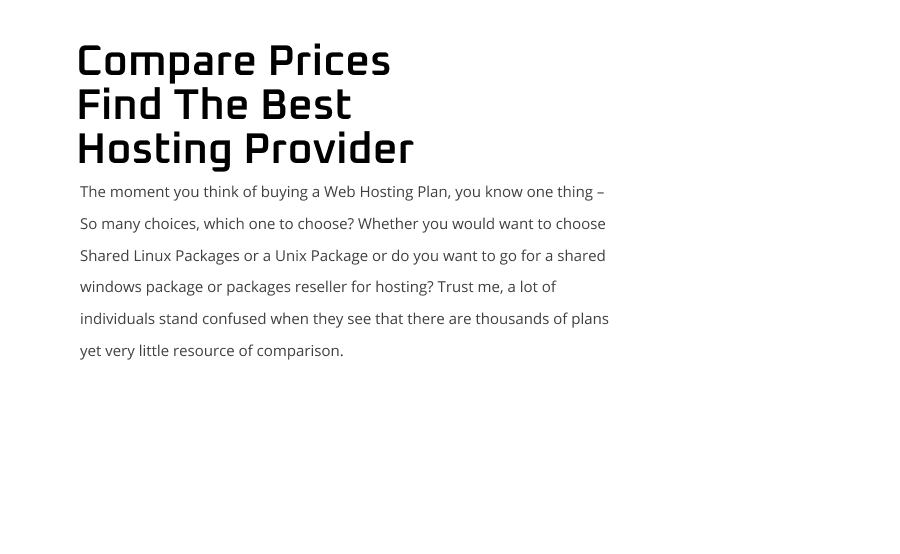 Compare Prices
Find The Best
Hosting Provider
The moment you think of buying a Web Hosting Plan, you know one thing –
So many choices, which one to choose? Whether you would want to choose
Shared Linux Packages or a Unix Package or do you want to go for a shared
windows package or packages reseller for hosting? Trust me, a lot of
individuals stand confused when they see that there are thousands of plans
yet very little resource of comparison.